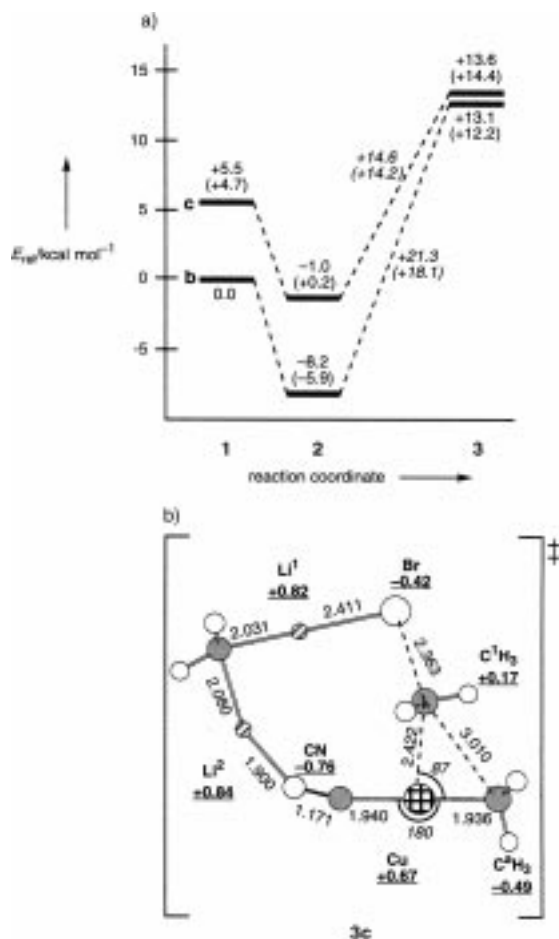 a)
15
10
5
0
-5
E_rel/kcal mol⁻¹
+13.6
(+14.4)
+13.1
(+12.2)
+14.6
(+14.2)
+5.5
(+4.7)
c
+21.3
(+18.1)
−1.0
(+0.2)
b
0.0
−8.2
(−5.9)
1 2 3
reaction coordinate
b)
‡
Br
−0.42
Li¹
+0.82
2.411
2.031
2.363
C¹H₃
+0.17
2.080
2.422
3.010
CN
−0.76
Li²
+0.84
1.900
87
1.171
1.940
180
1.936
Cu
+0.67
CᵃH₃
−0.49
3c